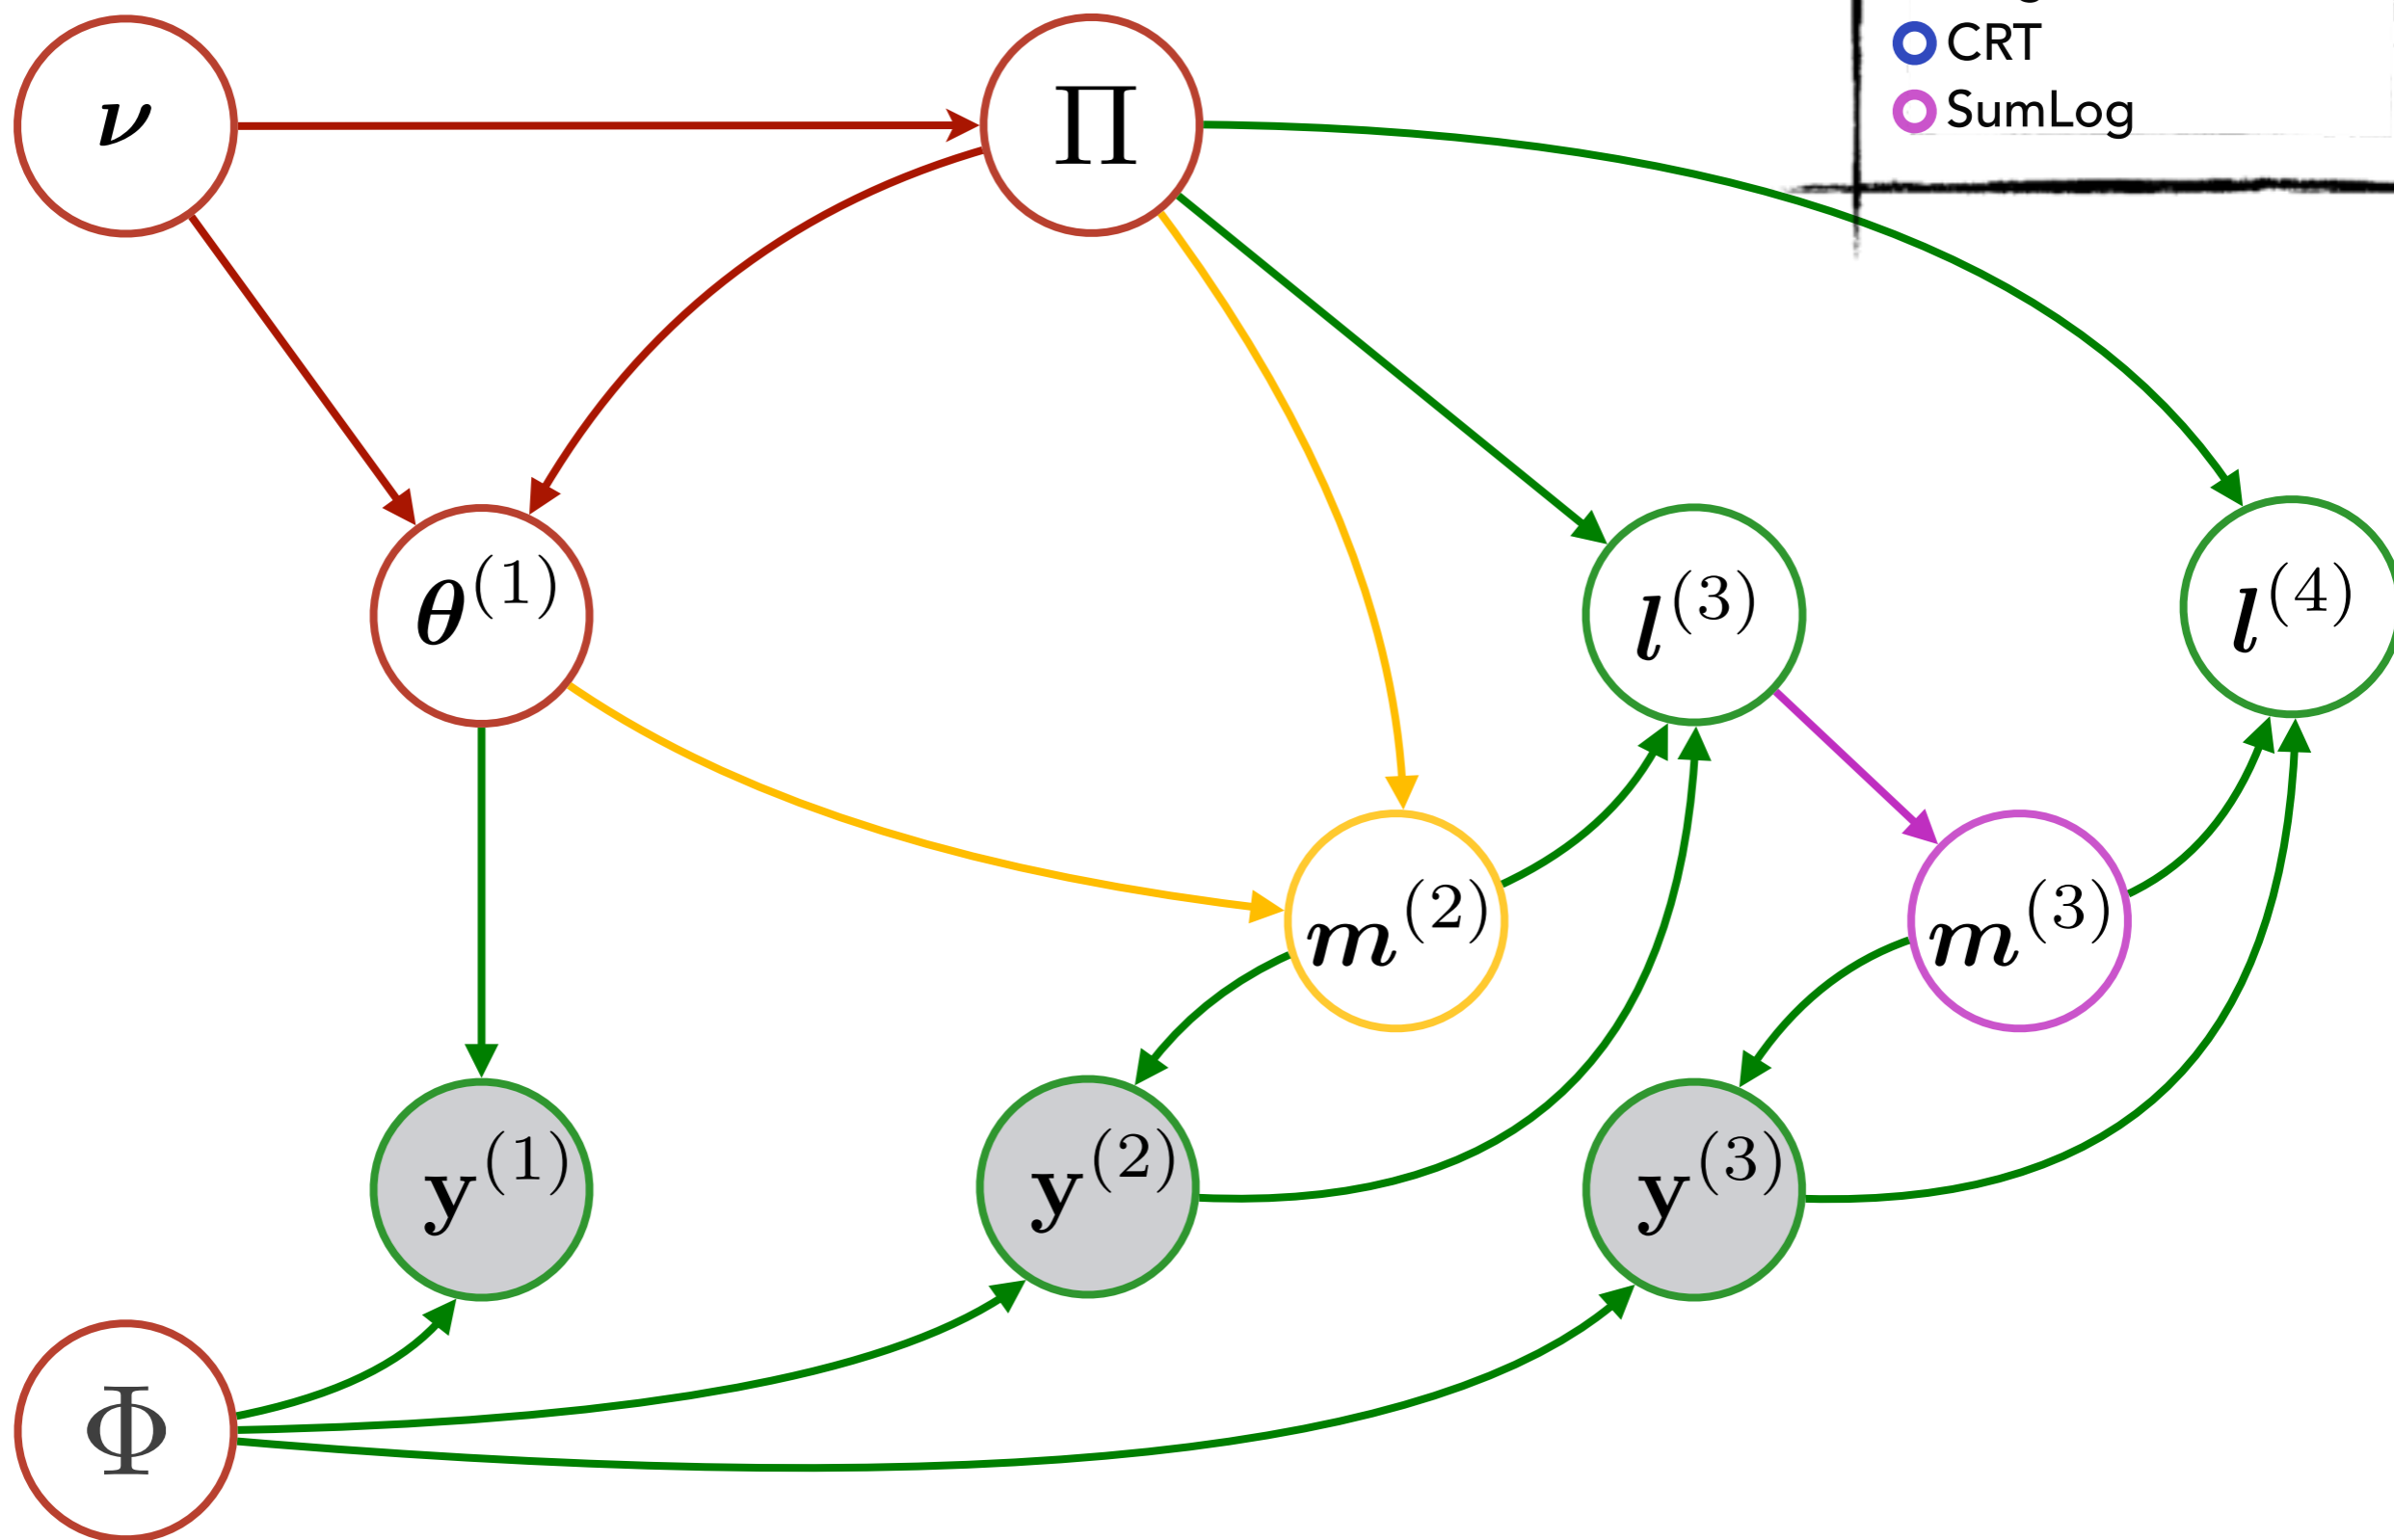 CRT
SumLog
ν
Π
θ^(1)
l^(3)
l^(4)
m^(2)
m^(3)
y^(1)
y^(2)
y^(3)
Φ